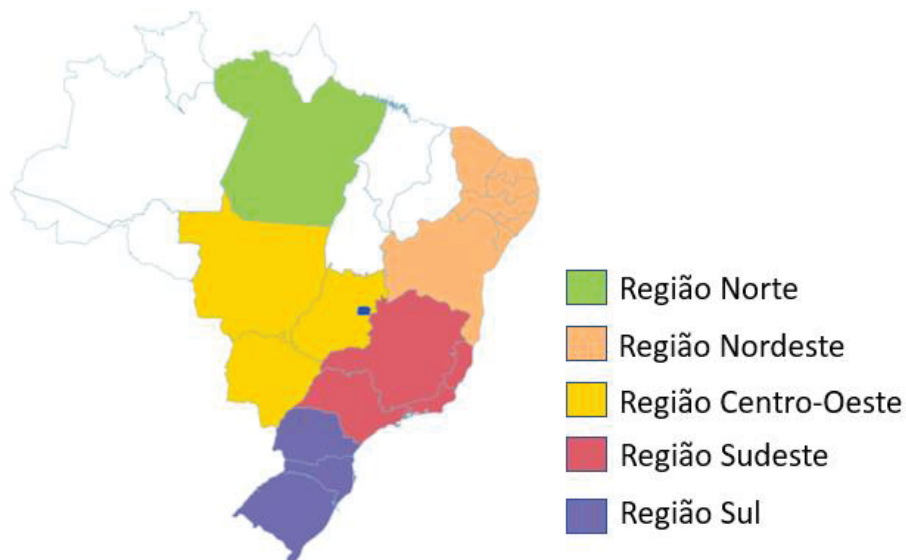 Região Norte
Região Nordeste
Região Centro-Oeste
Região Sudeste
Região Sul